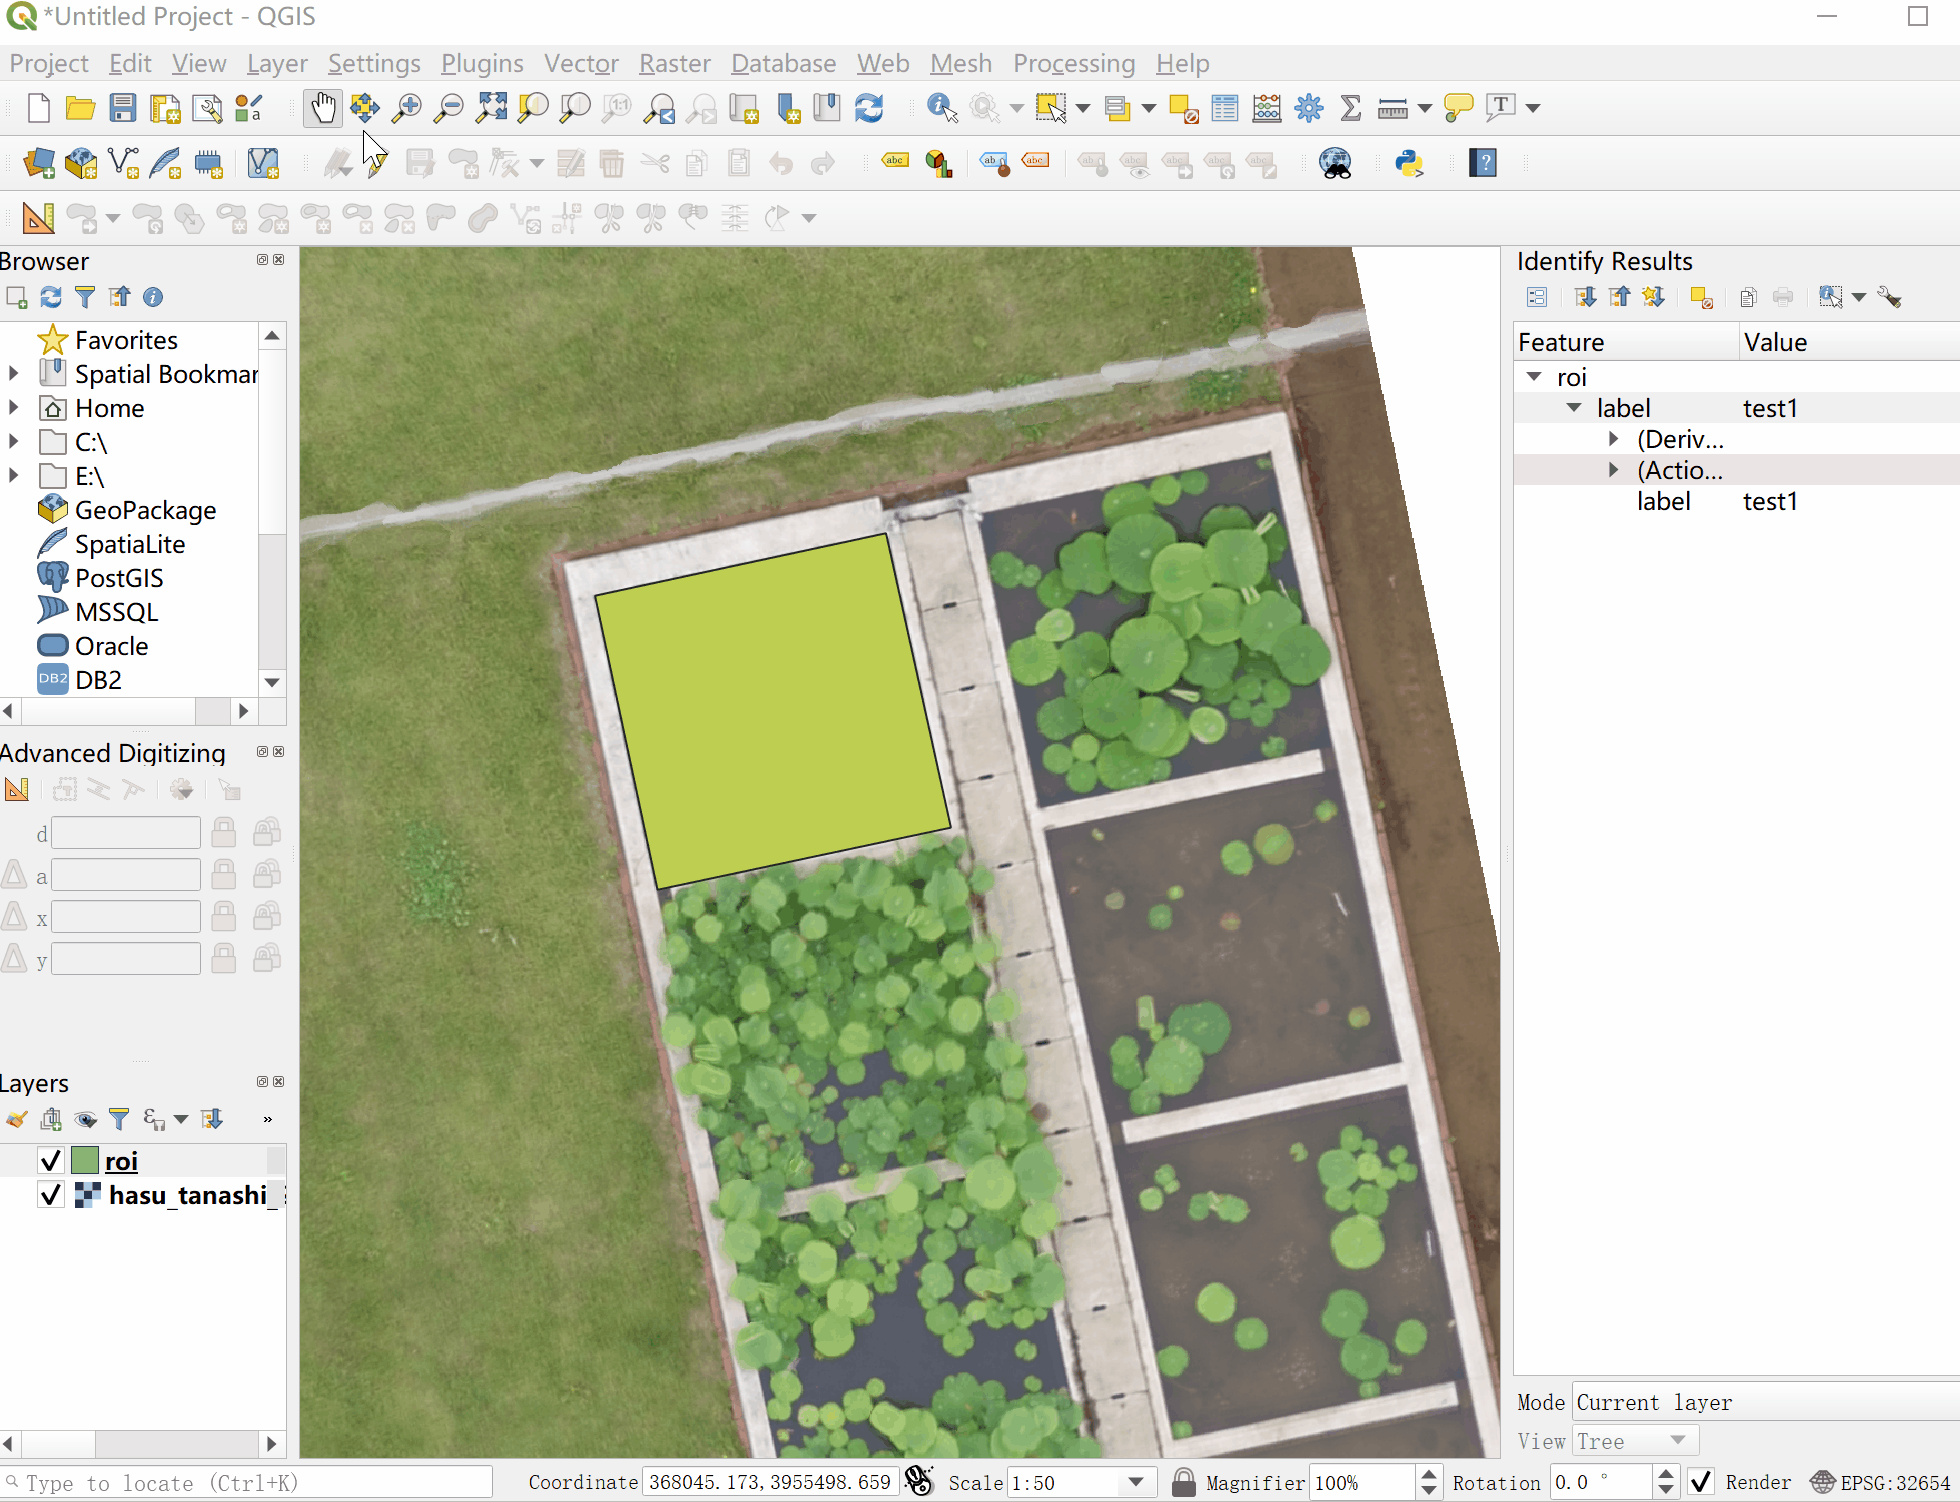 *Untitled Project - QGIS
Project Edit View Layer Settings Plugins Vector Raster Database Web Mesh Processing Help
Browser
Favorites
Spatial Bookmar
Home
C:\
E:\
GeoPackage
SpatiaLite
PostGIS
MSSQL
Oracle
DB2 DB2
Advanced Digitizing
d
a
x
y
Layers
roi
hasu_tanashi_
Identify Results
Feature Value
roi
label test1
(Deriv...
(Actio...
label test1
Mode Current layer
View Tree
Type to locate (Ctrl+K) Coordinate 368045.173,3955498.659 Scale 1:50 Magnifier 100% Rotation 0.0 ° Render EPSG:32654